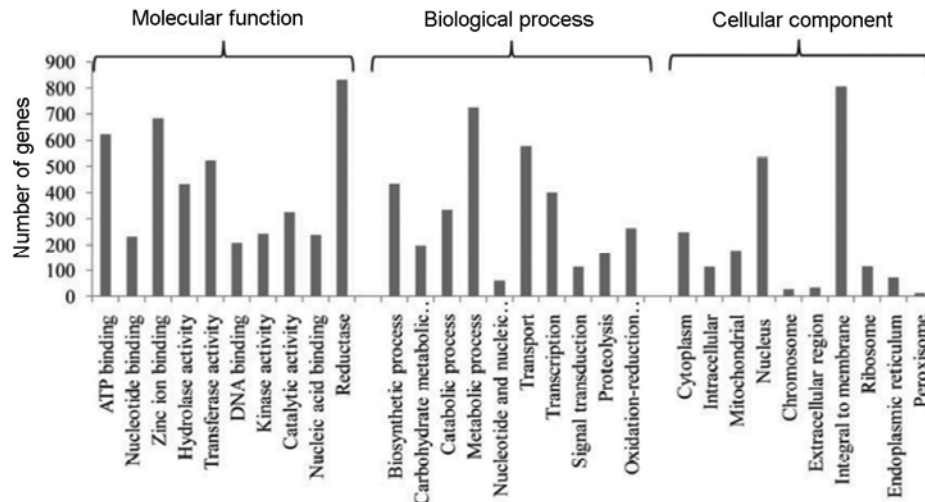 Molecular function
Biological process
Cellular component
Number of genes
900
800
700
600
500
400
300
200
100
0
ATP binding
Nucleotide binding
Zinc ion binding
Hydrolase activity
Transferase activity
DNA binding
Kinase activity
Catalytic activity
Nucleic acid binding
Reductase
Biosynthetic process
Carbohydrate metabolic..
Catabolic process
Metabolic process
Nucleotide and nucleic..
Transport
Transcription
Signal transduction
Proteolysis
Oxidation-reduction..
Cytoplasm
Intracellular
Mitochondrial
Nucleus
Chromosome
Extracellular region
Integral to membrane
Ribosome
Endoplasmic reticulum
Peroxisome